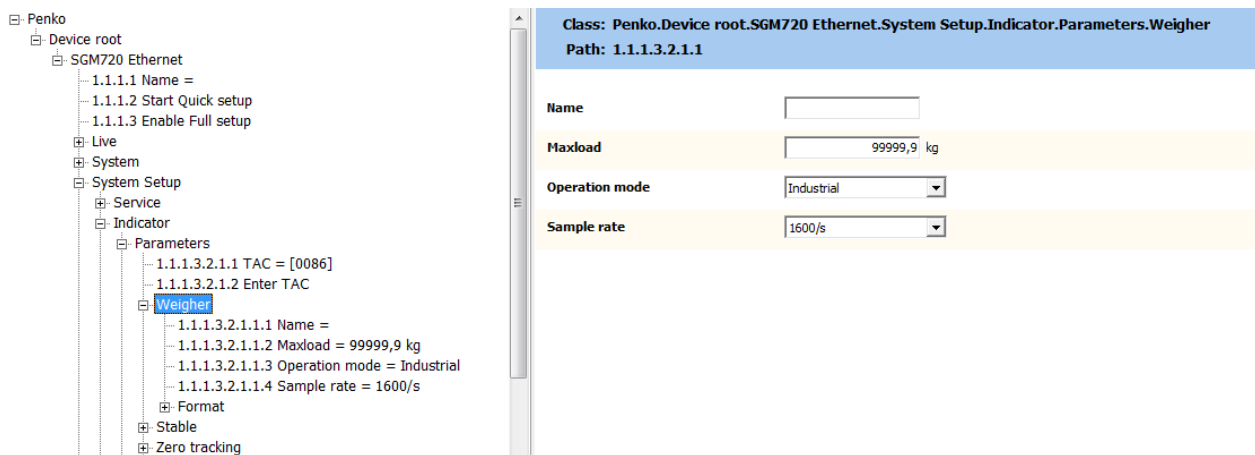 Penko
Device root
SGM720 Ethernet
1.1.1.1 Name =
1.1.1.2 Start Quick setup
1.1.1.3 Enable Full setup
Live
System
System Setup
Service
Indicator
Parameters
1.1.1.3.2.1.1 TAC = [0086]
1.1.1.3.2.1.2 Enter TAC
Weigher
1.1.1.3.2.1.1.1 Name =
1.1.1.3.2.1.1.2 Maxload = 99999,9 kg
1.1.1.3.2.1.1.3 Operation mode = Industrial
1.1.1.3.2.1.1.4 Sample rate = 1600/s
Format
Stable
Zero tracking
Class: Penko.Device root.SGM720 Ethernet.System Setup.Indicator.Parameters.Weigher
Path: 1.1.1.3.2.1.1
Name
Maxload 99999,9 kg
Operation mode Industrial
Sample rate 1600/s